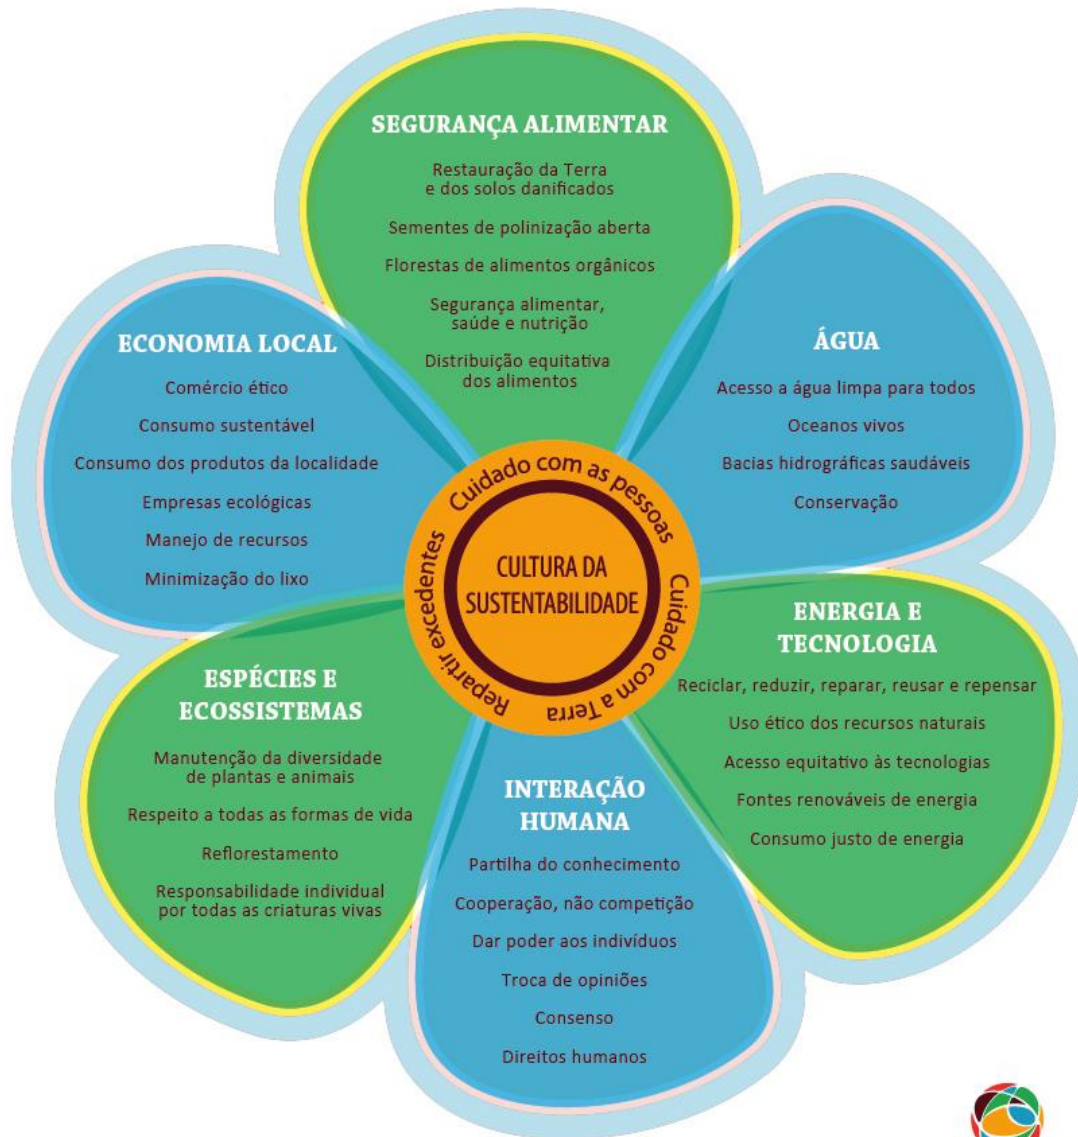 SEGURANÇA ALIMENTAR
Restauração da Terra
e dos solos danificados
Sementes de polinização aberta
Florestas de alimentos orgânicos
Segurança alimentar,
saúde e nutrição
Distribuição equitativa
dos alimentos
ÁGUA
Acesso a água limpa para todos
Oceanos vivos
Bacias hidrográficas saudáveis
Conservação
ENERGIA E
TECNOLOGIA
Reciclar, reduzir, reparar, reusar e repensar
Uso ético dos recursos naturais
Acesso equitativo às tecnologias
Fontes renováveis de energia
Consumo justo de energia
INTERAÇÃO
HUMANA
Partilha do conhecimento
Cooperação, não competição
Dar poder aos indivíduos
Troca de opiniões
Consenso
Direitos humanos
ESPÉCIES E
ECOSSISTEMAS
Manutenção da diversidade
de plantas e animais
Respeito a todas as formas de vida
Reflorestamento
Responsabilidade individual
por todas as criaturas vivas
ECONOMIA LOCAL
Comércio ético
Consumo sustentável
Consumo dos produtos da localidade
Empresas ecológicas
Manejo de recursos
Minimização do lixo
Cuidado com as pessoas
Cuidado com a Terra
Repartir excedentes
CULTURA DA
SUSTENTABILIDADE